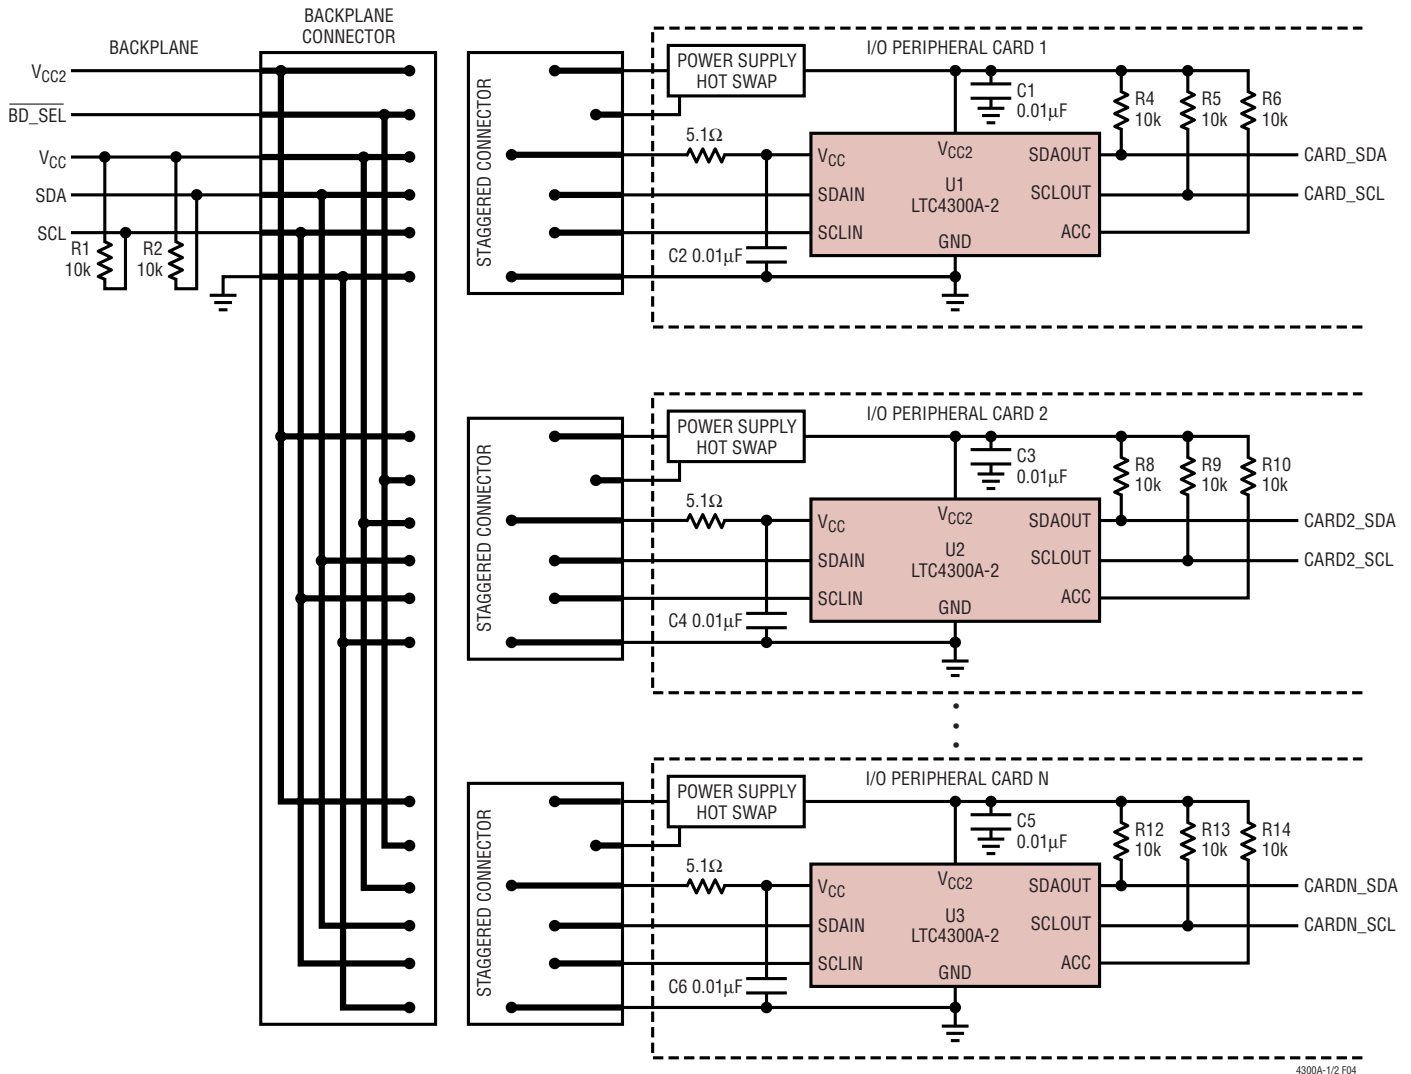 BACKPLANE
CONNECTOR
BACKPLANE
VCC2
BD_SEL
VCC
SDA
SCL
R1
10k
R2
10k
STAGGERED CONNECTOR
I/O PERIPHERAL CARD 1
POWER SUPPLY
HOT SWAP
C1
0.01µF
R4
10k
R5
10k
R6
10k
5.1Ω
VCC
VCC2
SDAOUT
CARD_SDA
SDAIN
U1
LTC4300A-2
SCLOUT
CARD_SCL
SCLIN
GND
ACC
C2 0.01µF
STAGGERED CONNECTOR
I/O PERIPHERAL CARD 2
POWER SUPPLY
HOT SWAP
C3
0.01µF
R8
10k
R9
10k
R10
10k
5.1Ω
VCC
VCC2
SDAOUT
CARD2_SDA
SDAIN
U2
LTC4300A-2
SCLOUT
CARD2_SCL
SCLIN
GND
ACC
C4 0.01µF
STAGGERED CONNECTOR
I/O PERIPHERAL CARD N
POWER SUPPLY
HOT SWAP
C5
0.01µF
R12
10k
R13
10k
R14
10k
5.1Ω
VCC
VCC2
SDAOUT
CARDN_SDA
SDAIN
U3
LTC4300A-2
SCLOUT
CARDN_SCL
SCLIN
GND
ACC
C6 0.01µF
4300A-1/2 F04